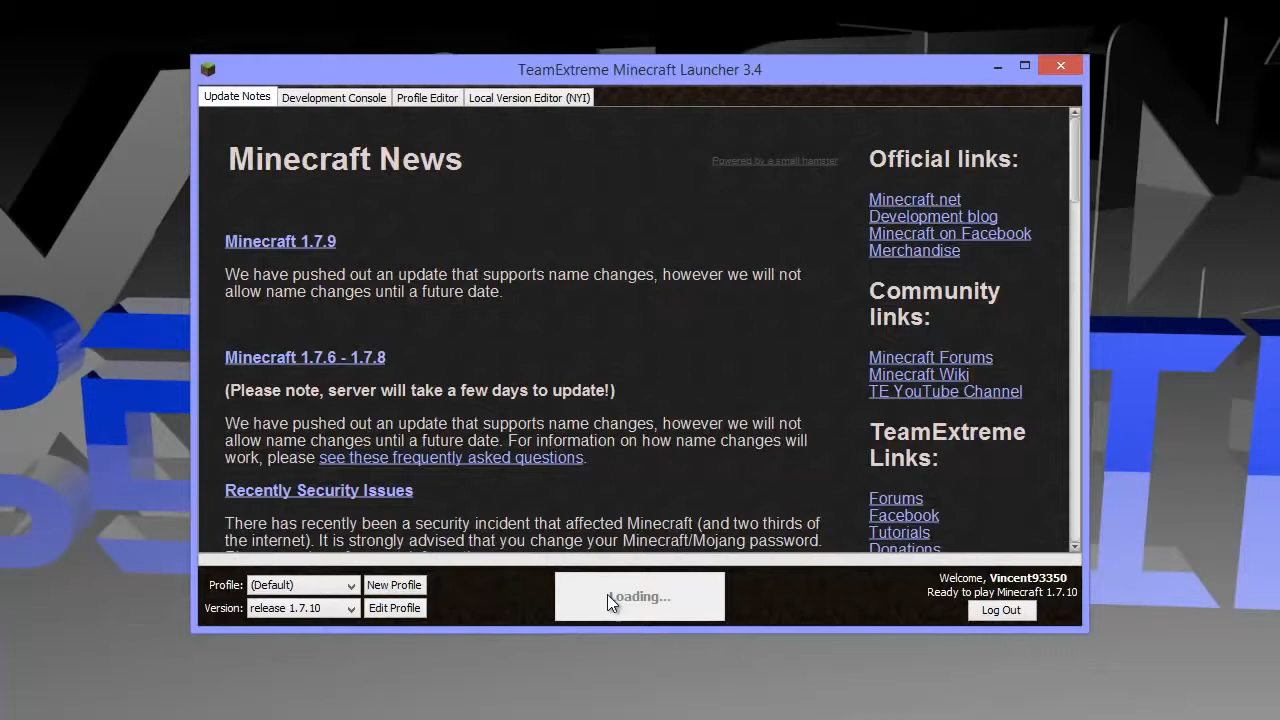 TeamExtreme Minecraft Launcher 3.4
Update Notes
Development Console
Profile Editor
Local Version Editor (NYI)
Minecraft News
Powered by a small hamster
Minecraft 1.7.9
We have pushed out an update that supports name changes, however we will not
allow name changes until a future date.
Minecraft 1.7.6 - 1.7.8
(Please note, server will take a few days to update!)
We have pushed out an update that supports name changes, however we will not
allow name changes until a future date. For information on how name changes will
work, please see these frequently asked questions.
Recently Security Issues
There has recently been a security incident that affected Minecraft (and two thirds of
the internet). It is strongly advised that you change your Minecraft/Mojang password.
Official links:
Minecraft.net
Development blog
Minecraft on Facebook
Merchandise
Community
links:
Minecraft Forums
Minecraft Wiki
TE YouTube Channel
TeamExtreme
Links:
Forums
Facebook
Tutorials
Donations
Profile: (Default) New Profile
Version: release 1.7.10 Edit Profile
Loading...
Welcome, Vincent93350
Ready to play Minecraft 1.7.10
Log Out